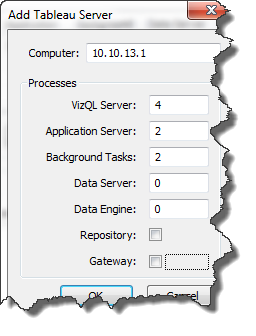 Add Tableau Server
Computer: 10.10.13.1
Processes
VizQL Server: 4
Application Server: 2
Background Tasks: 2
Data Server: 0
Data Engine: 0
Repository:
Gateway:
OK Cancel